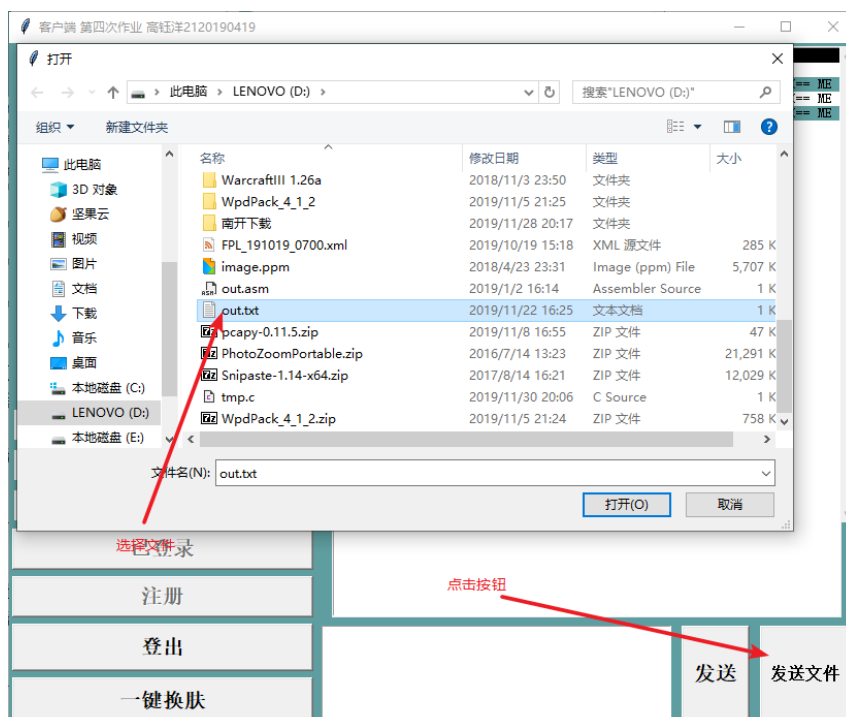 客户端 第四次作业 高钰洋2120190419
打开
此电脑 › LENOVO (D:) ›
搜索"LENOVO (D:)"
组织 新建文件夹
== ME
== ME
== ME
此电脑
3D 对象
坚果云
视频
图片
文档
下载
音乐
桌面
本地磁盘 (C:)
LENOVO (D:)
本地磁盘 (E:)
名称 修改日期 类型 大小
WarcraftIII 1.26a 2018/11/3 23:50 文件夹
WpdPack_4_1_2 2019/11/5 21:25 文件夹
南开下载 2019/11/28 20:17 文件夹
FPL_191019_0700.xml 2019/10/19 15:18 XML 源文件 285 K
image.ppm 2018/4/23 23:31 Image (ppm) File 5,707 K
out.asm 2019/1/2 16:14 Assembler Source 1 K
out.txt 2019/11/22 16:25 文本文档 1 K
pcapy-0.11.5.zip 2019/11/8 16:55 ZIP 文件 47 K
PhotoZoomPortable.zip 2016/7/14 13:23 ZIP 文件 21,291 K
Snipaste-1.14-x64.zip 2017/8/14 16:21 ZIP 文件 12,029 K
tmp.c 2019/11/30 20:06 C Source 1 K
WpdPack_4_1_2.zip 2019/11/5 21:24 ZIP 文件 758 K
文件名(N): out.txt
打开(O) 取消
选择文件
已登录
注册
登出
一键换肤
点击按钮
发送
发送文件